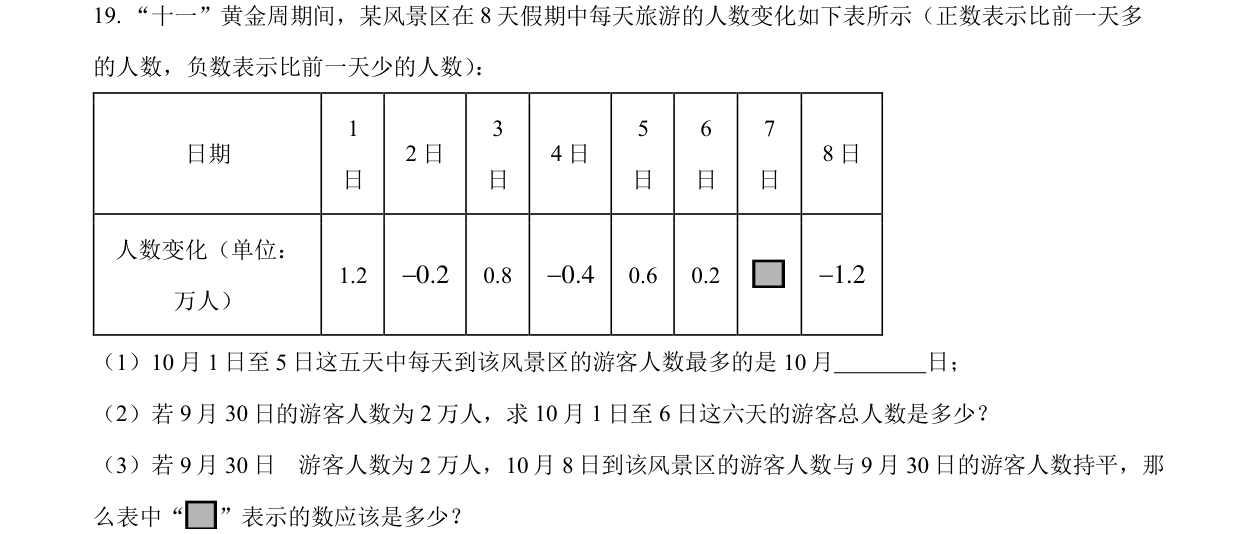 19. “十一”黄金周期间，某风景区在 8 天假期中每天旅游的人数变化如下表所示（正数表示比前一天多
的人数，负数表示比前一天少的人数）：
日期 1日 2 日 3日 4 日 5日 6日 7日 8 日
人数变化（单位：万人） 1.2 −0.2 0.8 −0.4 0.6 0.2 −1.2
（1）10 月 1 日至 5 日这五天中每天到该风景区的游客人数最多的是 10 月________日；
（2）若 9 月 30 日的游客人数为 2 万人，求 10 月 1 日至 6 日这六天的游客总人数是多少？
（3）若 9 月 30 日 游客人数为 2 万人，10 月 8 日到该风景区的游客人数与 9 月 30 日的游客人数持平，那
么表中“”表示的数应该是多少？